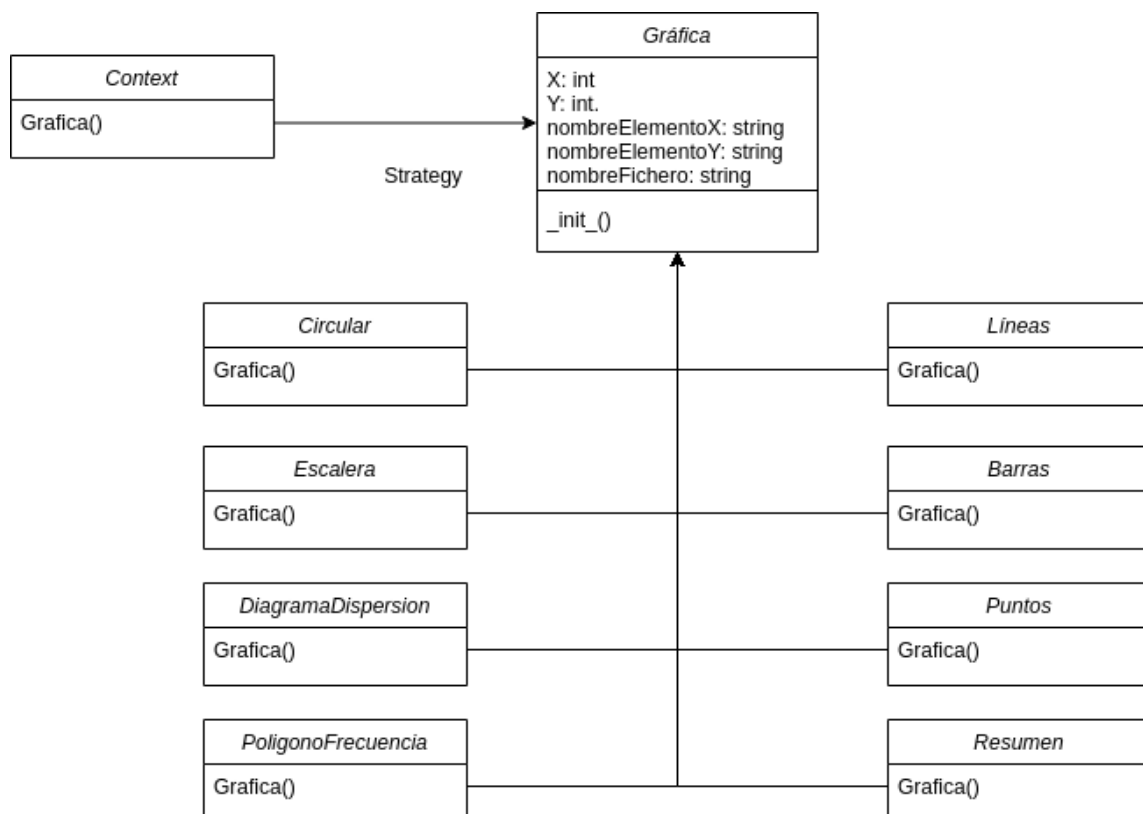 Gráfica
Context
X: int
Y: int.
Grafica()
nombreElementoX: string
nombreElementoY: string
Strategy
nombreFichero: string
_init_()
Circular
Líneas
Grafica()
Grafica()
Escalera
Barras
Grafica()
Grafica()
DiagramaDispersion
Puntos
Grafica()
Grafica()
PoligonoFrecuencia
Resumen
Grafica()
Grafica()